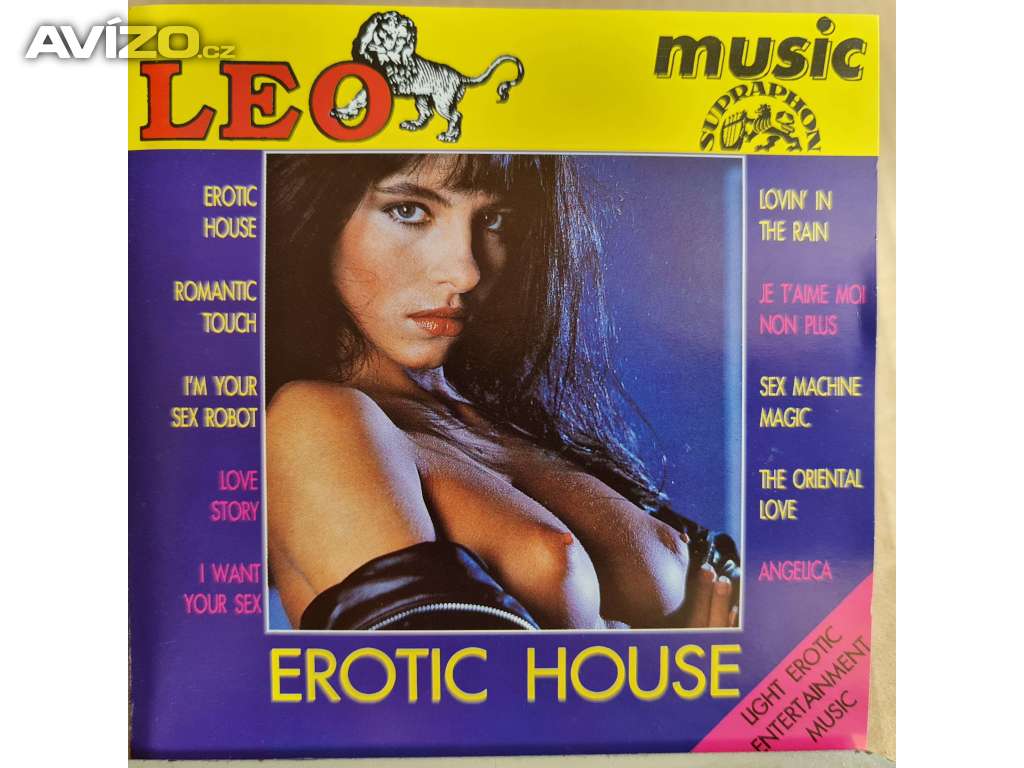 AVÍZO.cz
LEO
music
SUPRAPHON
EROTIC
HOUSE
ROMANTIC
TOUCH
I'M YOUR
SEX ROBOT
LOVE
STORY
I WANT
YOUR SEX
LOVIN' IN
THE RAIN
JE T'AIME MOI
NON PLUS
SEX MACHINE
MAGIC
THE ORIENTAL
LOVE
ANGELICA
EROTIC HOUSE
LIGHT EROTIC
ENTERTAINMENT
MUSIC